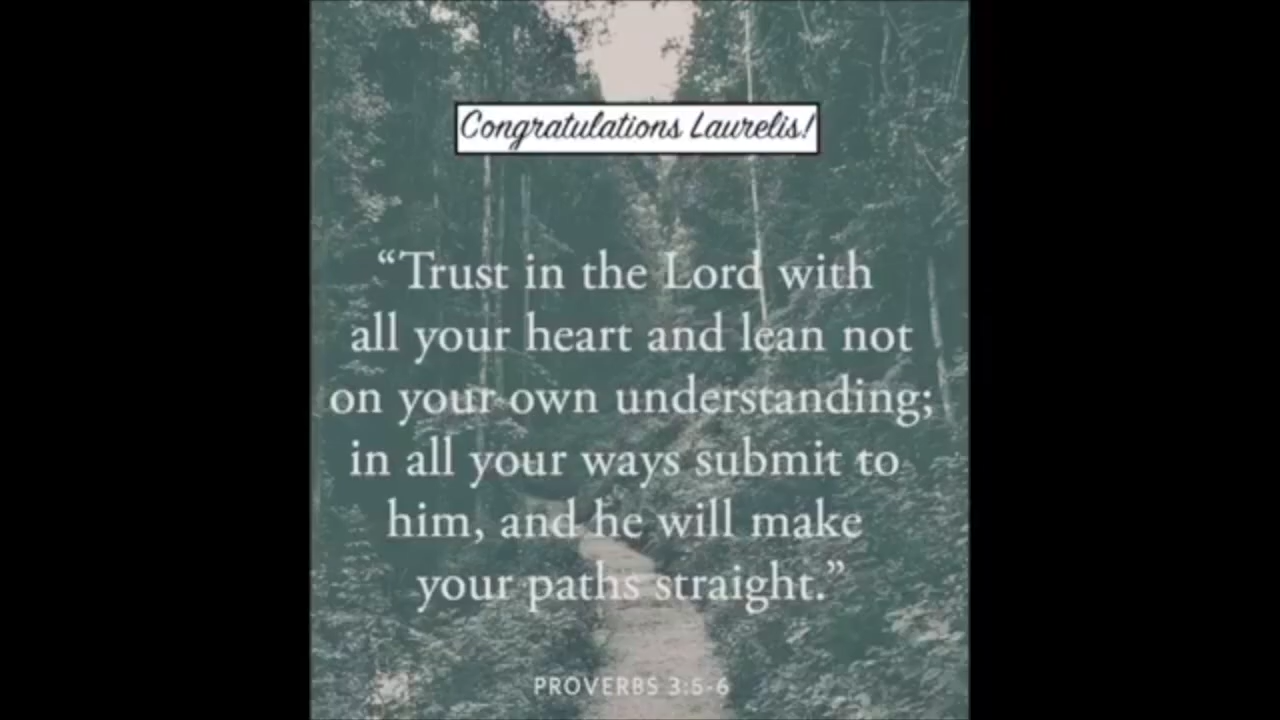 Congratulations Laurelis!
“Trust in the Lord with
all your heart and lean not
on your own understanding;
in all your ways submit to
him, and he will make
your paths straight.”
PROVERBS 3:5-6